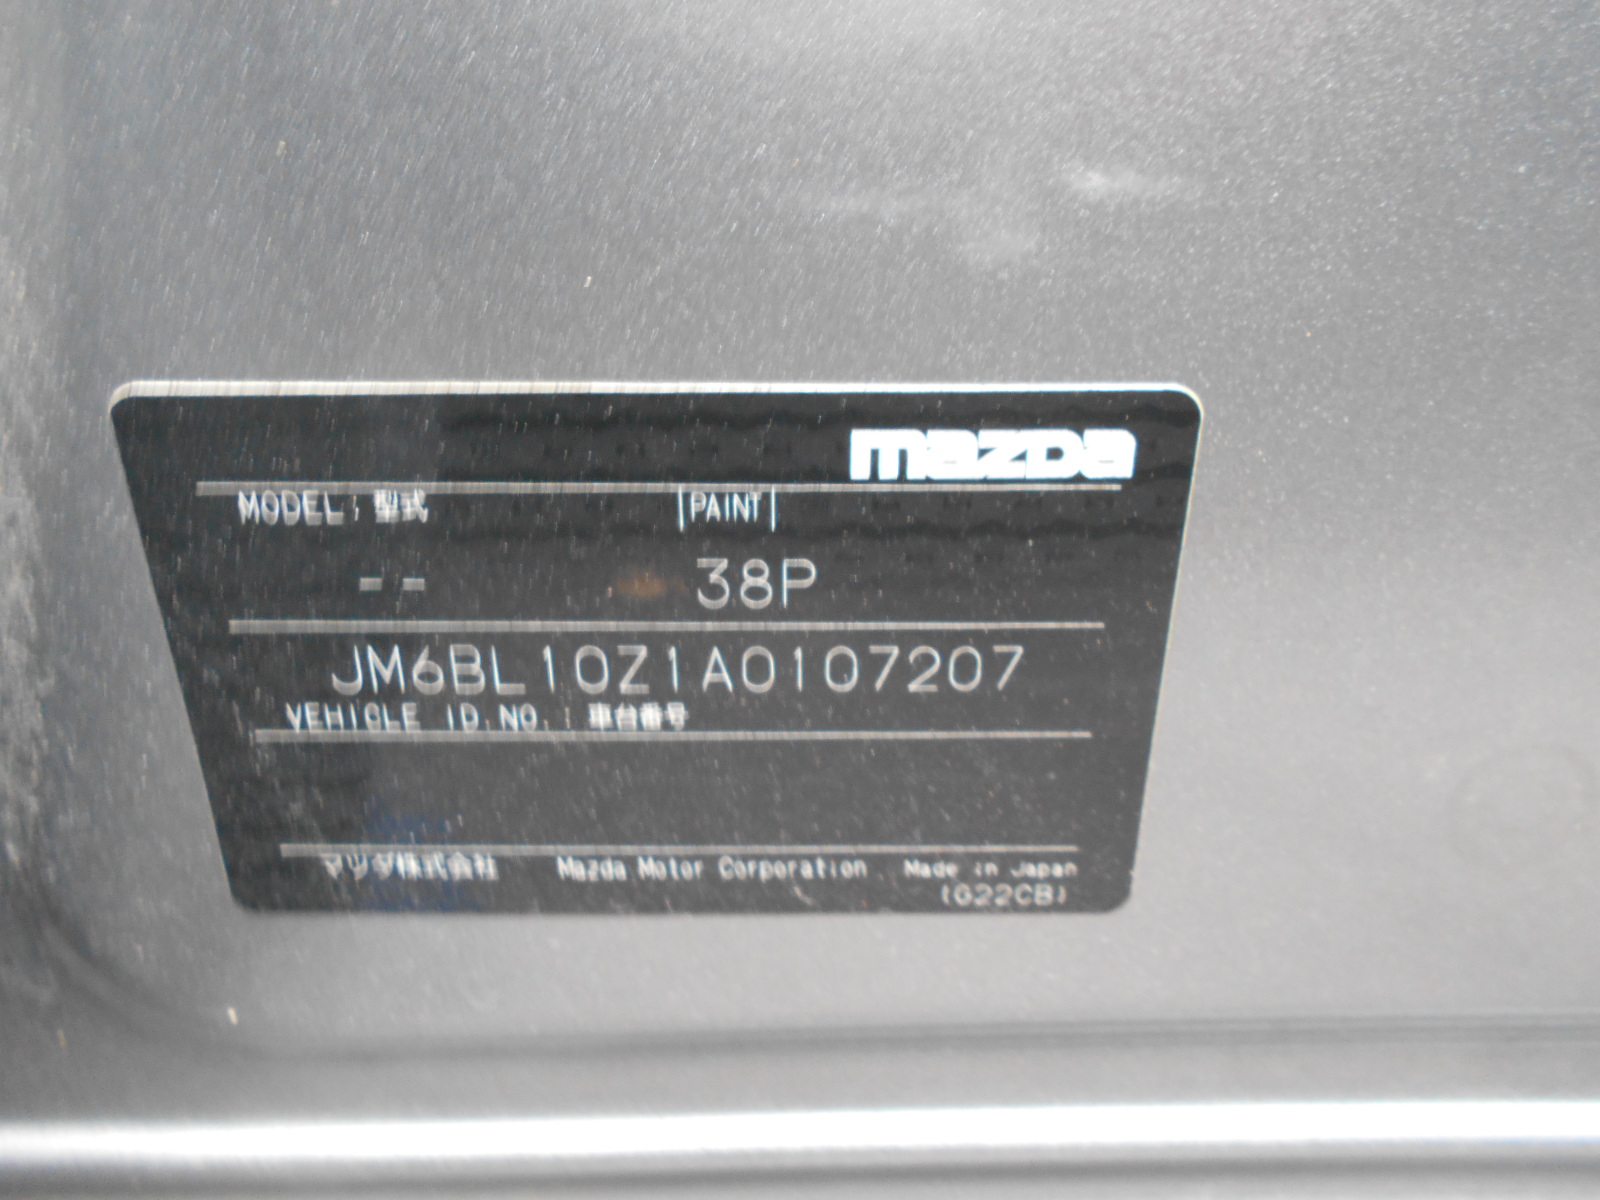 mazda
MODEL : 型式 PAINT
-- 38P
JM6BL10Z1A0107207
VEHICLE ID.NO. : 車台番号
マツダ株式会社 Mazda Motor Corporation Made in Japan
(G22CB)